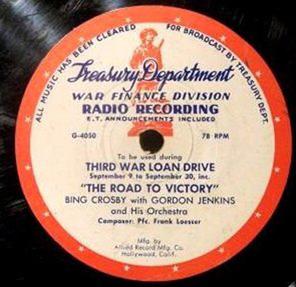 ALL MUSIC HAS BEEN CLEARED FOR BROADCAST BY TREASURY DEPT.
Treasury Department
WAR FINANCE DIVISION
RADIO RECORDING
E.T. ANNOUNCEMENTS INCLUDED
G-4050 78-RPM
To be used during
THIRD WAR LOAN DRIVE
September 9 to September 30, inc.
"THE ROAD TO VICTORY"
BING CROSBY with GORDON JENKINS
and His Orchestra
Composer: Pfc. Frank Loesser
Mfg. by
Allied Record Mfg. Co.
Hollywood, Calif.